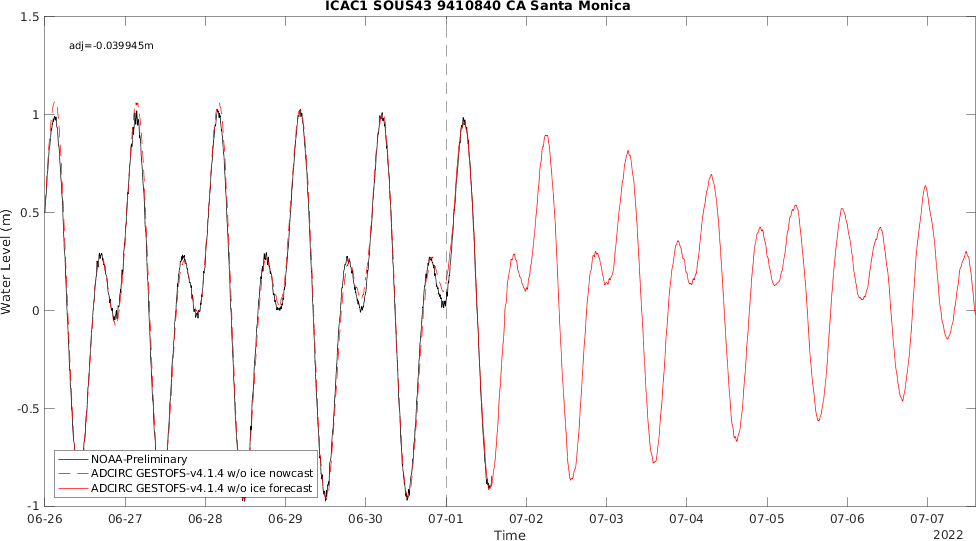 ICAC1 SOUS43 9410840 CA Santa Monica
1.5
adj=-0.039945m
1
0.5
Water Level (m)
0
-0.5
NOAA-Preliminary
ADCIRC GESTOFS-v4.1.4 w/o ice nowcast
ADCIRC GESTOFS-v4.1.4 w/o ice forecast
-1
06-26 06-27 06-28 06-29 06-30 07-01 07-02 07-03 07-04 07-05 07-06 07-07
Time
2022